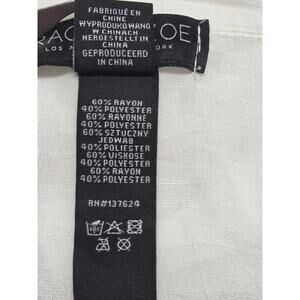 FABRIQUÉ EN
CHINE
WYPRODUKOWANO
W CHINACH
HERGESTELLT IN
CHINA
GEPRODUCEERD
IN CHINA
60% RAYON
40% POLYESTER
60% RAYONNE
40% POLYESTER
60% SZTUCZNY
JEDWAB
40% POLYESTER
60% VISKOSE
40% POLYESTER
60% RAYON
40% POLYESTER
RN#137624